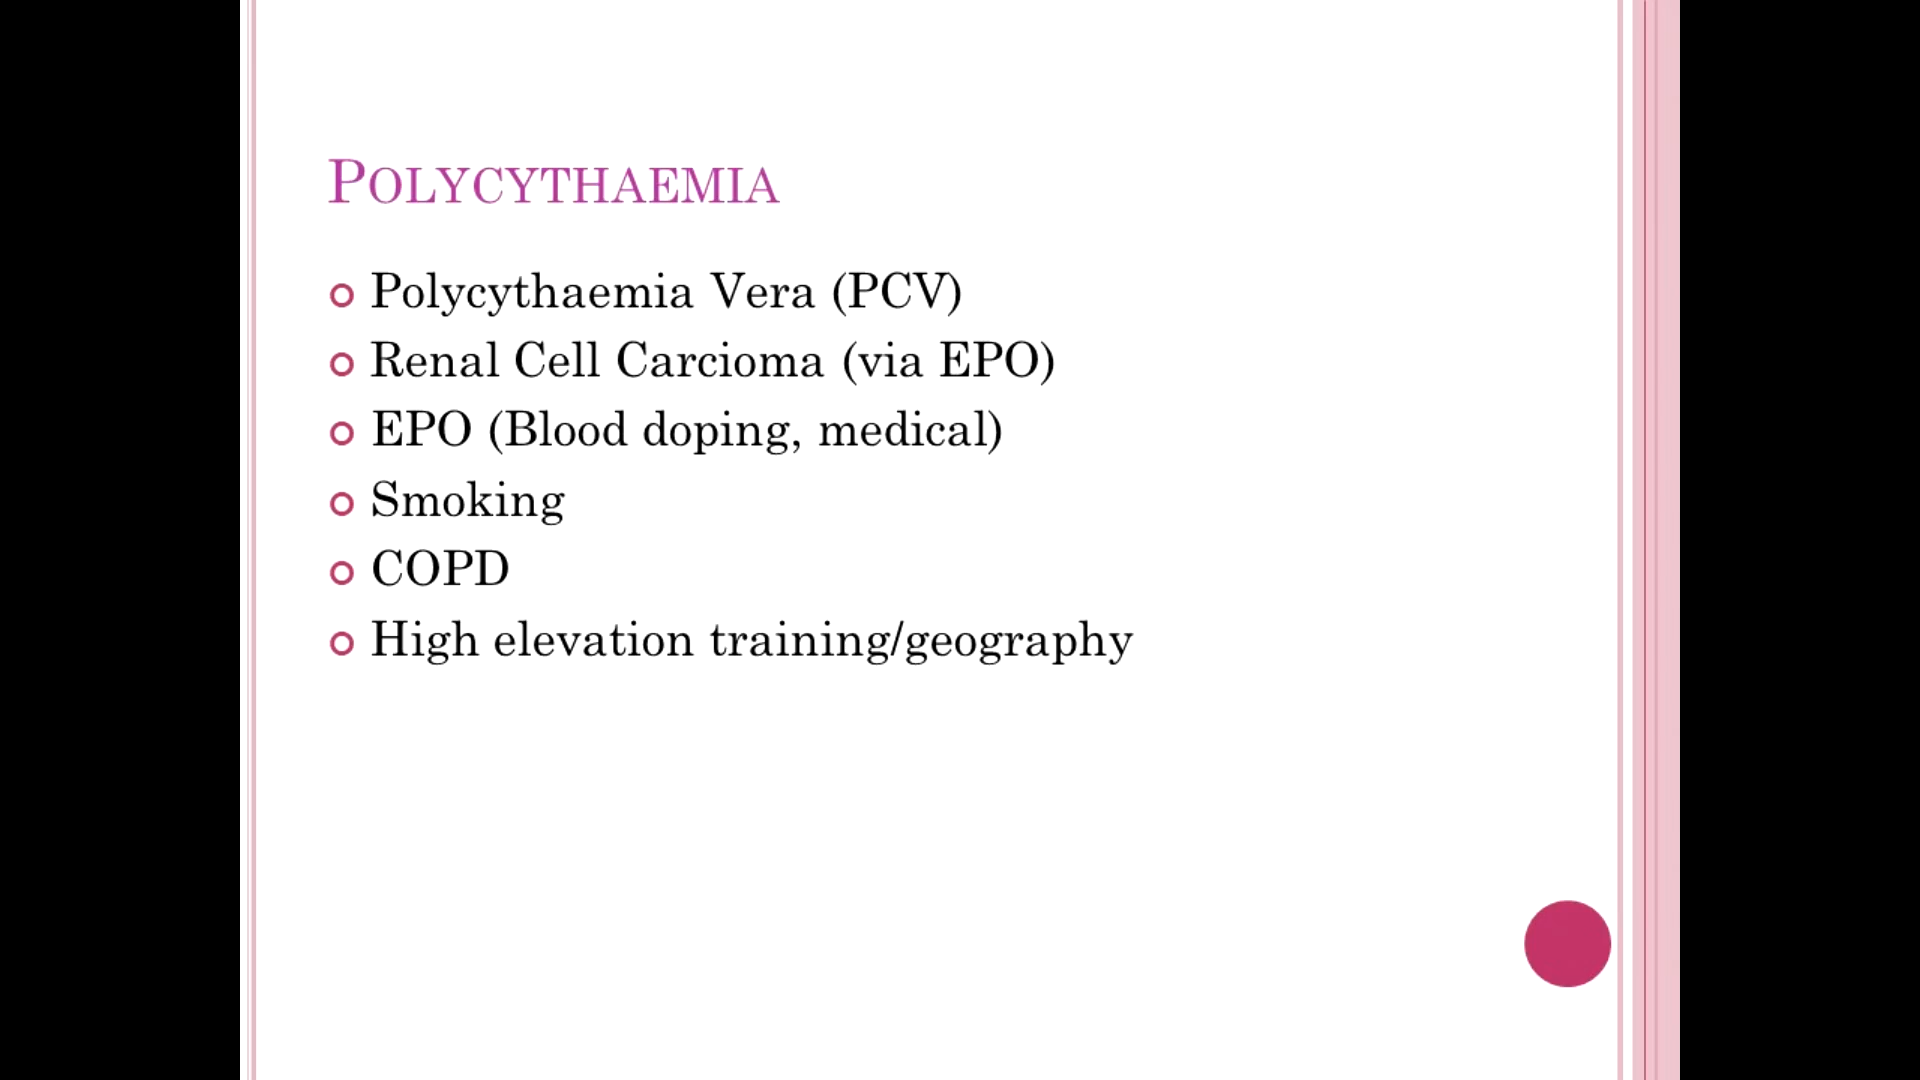 POLYCYTHAEMIA
Polycythaemia Vera (PCV)
Renal Cell Carcioma (via EPO)
EPO (Blood doping, medical)
Smoking
COPD
High elevation training/geography